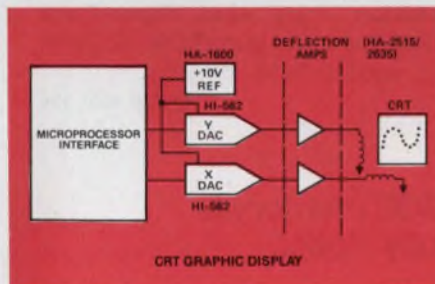 HA-1600
+10V
REF
DEFLECTION
AMPS
(HA-2515/
2635)
HI-562
Y
DAC
MICROPROCESSOR
INTERFACE
X
DAC
HI-562
CRT
CRT GRAPHIC DISPLAY